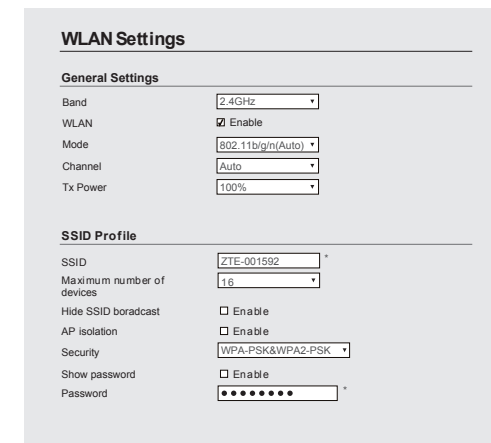 WLAN Settings
General Settings
Band 2.4GHz
WLAN Enable
Mode 802.11b/g/n(Auto)
Channel Auto
Tx Power 100%
SSID Profile
SSID ZTE-001592 *
Maximum number of devices 16
Hide SSID boradcast Enable
AP isolation Enable
Security WPA-PSK&WPA2-PSK
Show password Enable
Password ●●●●●●●● *